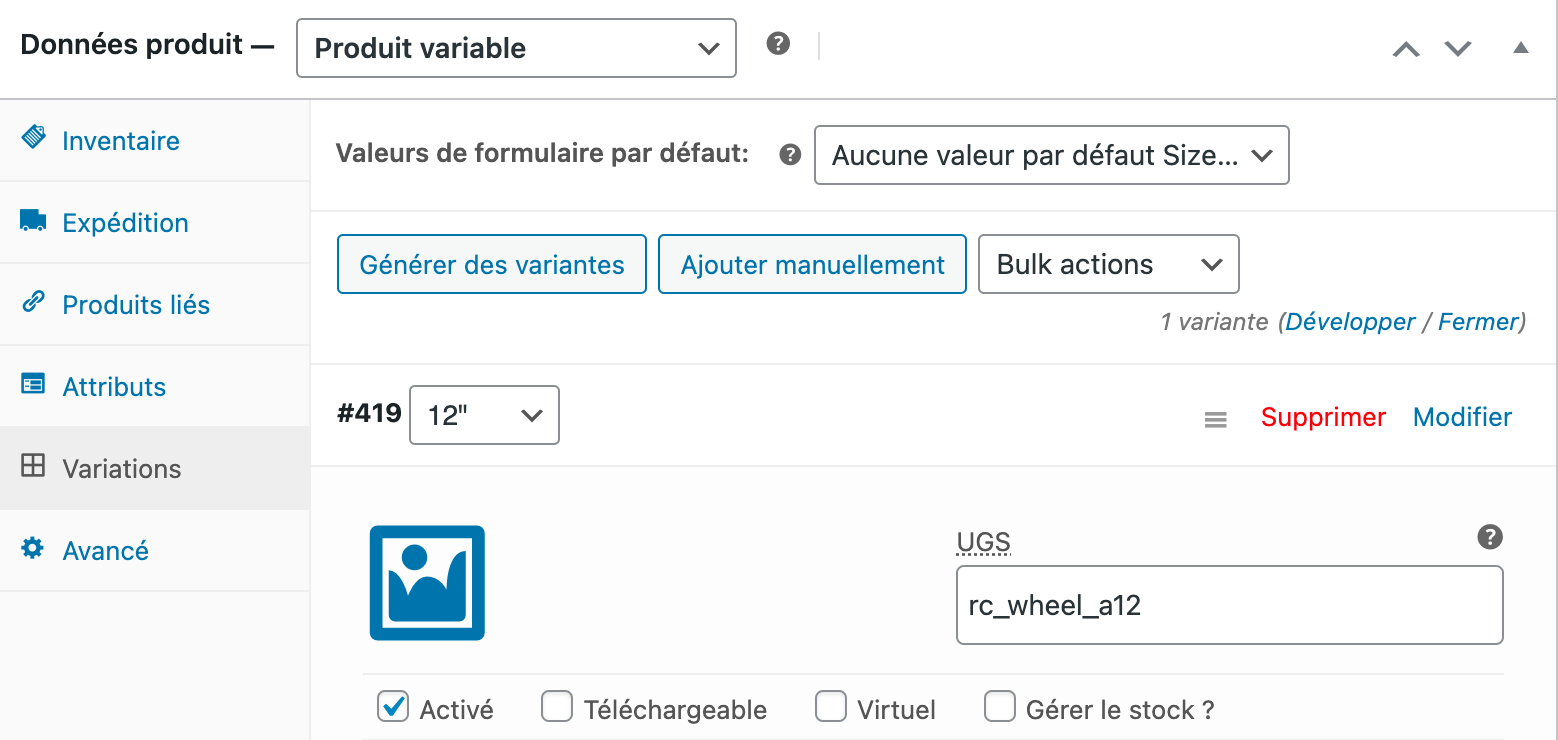 Données produit — Produit variable
Inventaire
Expédition
Produits liés
Attributs
Variations
Avancé
Valeurs de formulaire par défaut: Aucune valeur par défaut Size...
Générer des variantes Ajouter manuellement Bulk actions
1 variante (Développer / Fermer)
#419 12" Supprimer Modifier
UGS
rc_wheel_a12
Activé Téléchargeable Virtuel Gérer le stock ?